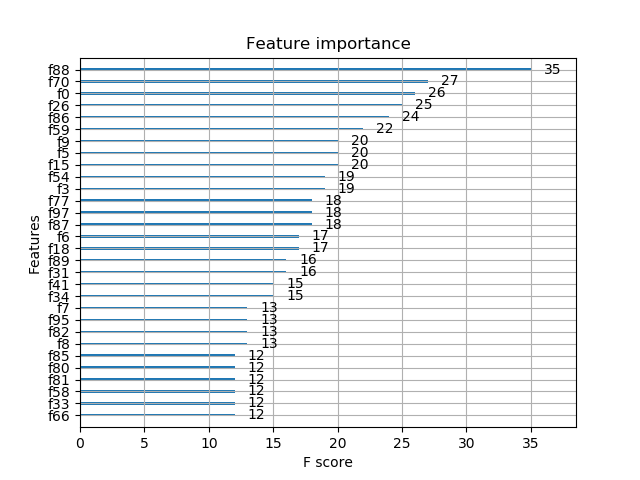 Feature importance
f88 35
f70 27
f0 26
f26 25
f86 24
f59 22
f9 20
f5 20
f15 20
f54 19
f3 19
f77 18
f97 18
f87 18
f6 17
f18 17
f89 16
f31 16
f41 15
f34 15
f7 13
f95 13
f82 13
f8 13
f85 12
f80 12
f81 12
f58 12
f33 12
f66 12
Features
0 5 10 15 20 25 30 35
F score